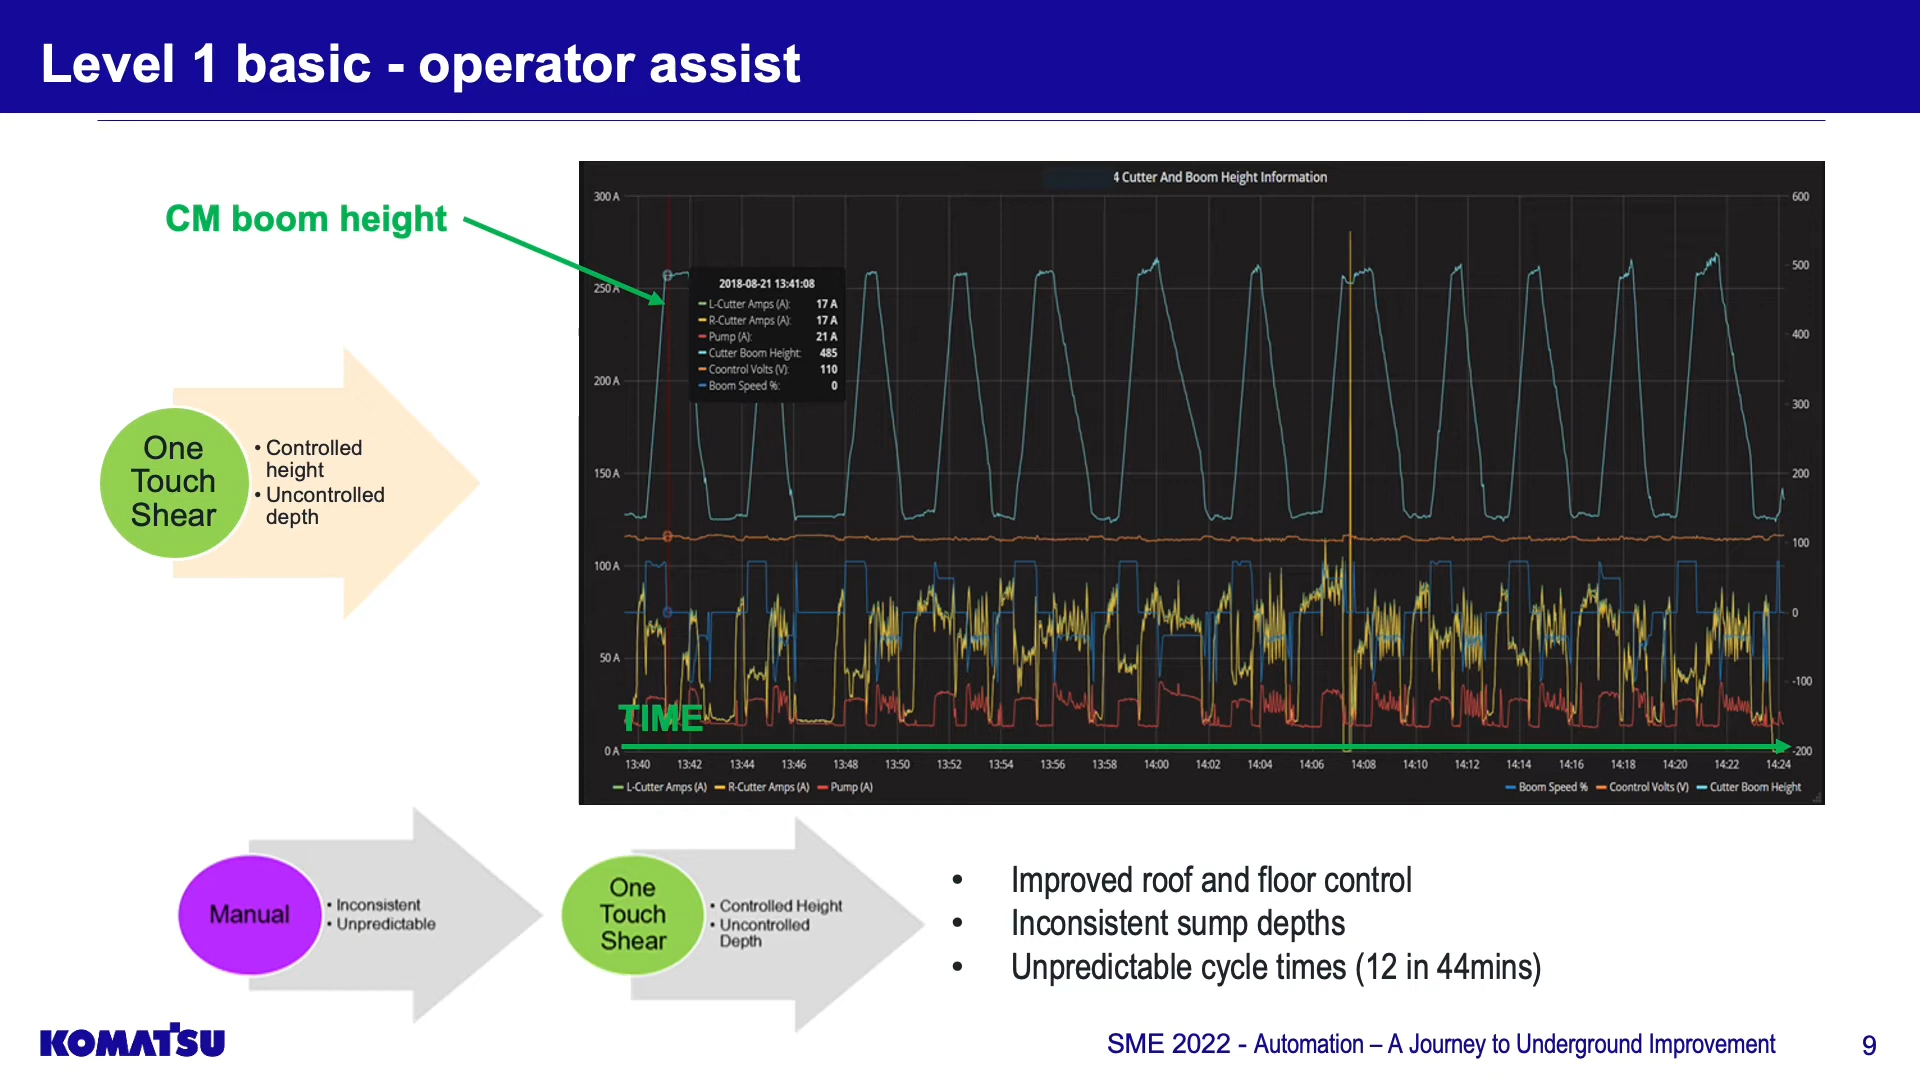 Level 1 basic - operator assist
CM boom height
4 Cutter And Boom Height Information
300 A
250 A
200 A
150 A
100 A
50 A
0 A
600
500
400
300
200
100
0
-100
-200
2018-08-21 13:41:08
L-Cutter Amps (A): 17 A
R-Cutter Amps (A): 17 A
Pump (A): 21 A
Cutter Boom Height: 485
Coontrol Volts (V): 110
Boom Speed %: 0
TIME
13:40 13:42 13:44 13:46 13:48 13:50 13:52 13:54 13:56 13:58 14:00 14:02 14:04 14:06 14:08 14:10 14:12 14:14 14:16 14:18 14:20 14:22 14:24
L-Cutter Amps (A) R-Cutter Amps (A) Pump (A)
Boom Speed % Coontrol Volts (V) Cutter Boom Height
One
Touch
Shear
• Controlled
height
• Uncontrolled
depth
Manual
• Inconsistent
• Unpredictable
One
Touch
Shear
• Controlled Height
• Uncontrolled
Depth
• Improved roof and floor control
• Inconsistent sump depths
• Unpredictable cycle times (12 in 44mins)
KOMATSU
SME 2022 - Automation – A Journey to Underground Improvement
9